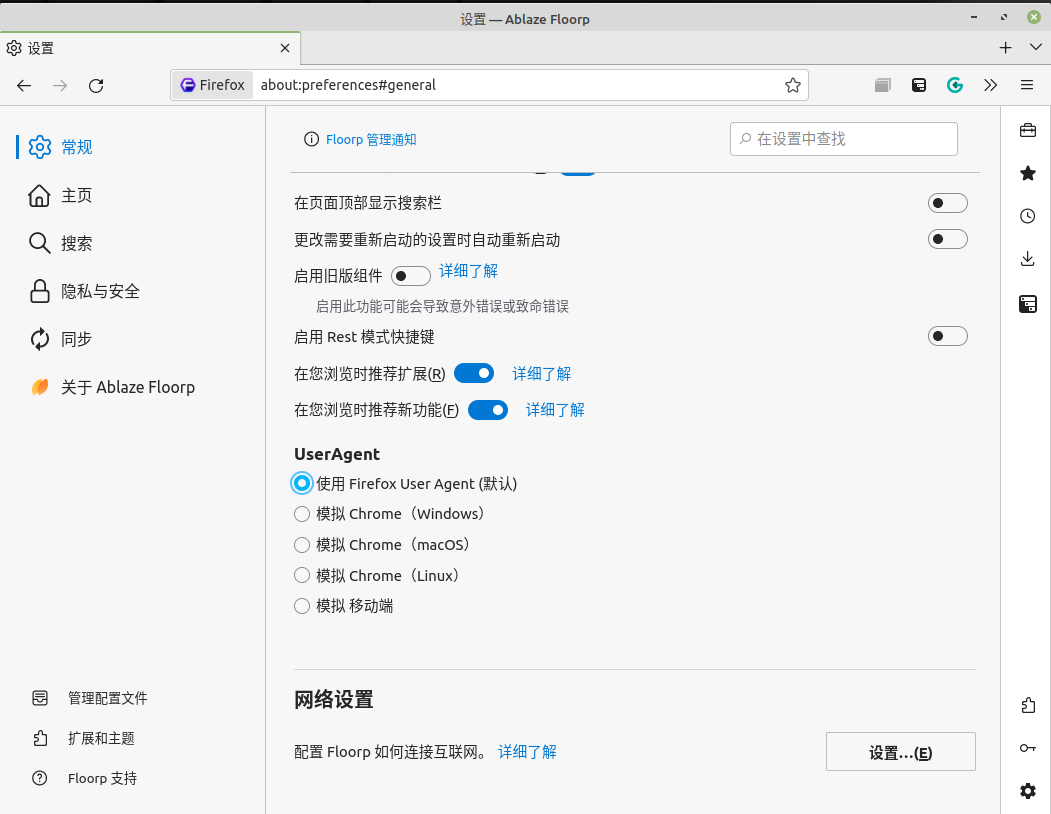 设置 — Ablaze Floorp
设置
Firefox about:preferences#general
Floorp 管理通知
在设置中查找
常规
主页
搜索
隐私与安全
同步
关于 Ablaze Floorp
在页面顶部显示搜索栏
更改需要重新启动的设置时自动重新启动
启用旧版组件 详细了解
启用此功能可能会导致意外错误或致命错误
启用 Rest 模式快捷键
在您浏览时推荐扩展(R) 详细了解
在您浏览时推荐新功能(F) 详细了解
UserAgent
使用 Firefox User Agent (默认)
模拟 Chrome（Windows）
模拟 Chrome（macOS）
模拟 Chrome（Linux）
模拟 移动端
网络设置
配置 Floorp 如何连接互联网。 详细了解
设置…(E)
管理配置文件
扩展和主题
Floorp 支持